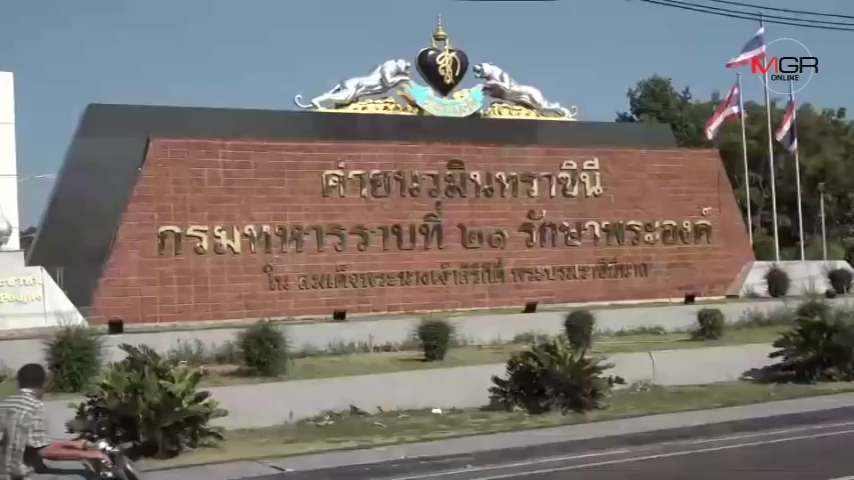 MGR
ONLINE
ค่ายนวมินทราชินี
กรมทหารราบที่ ๒๑ รักษาพระองค์
ใน สมเด็จพระนางเจ้าสิริกิติ์ พระบรมราชินีนาถ